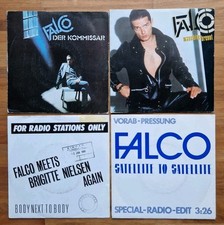 FALCO
DER KOMMISSAR
FALCO
FOR RADIO STATIONS ONLY
FALCO MEETS
BRIGITTE NIELSEN
AGAIN
BODY NEXT TO BODY
VORAB-PRESSUNG
FALCO
SATELLITE TO SATELLITE
SPECIAL-RADIO-EDIT 3/26